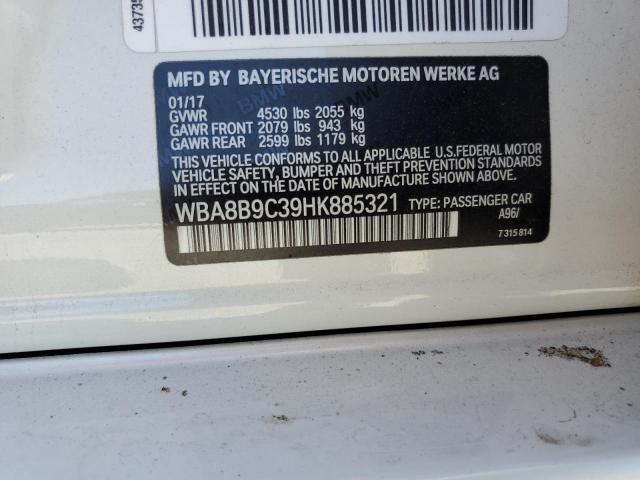 4373
MFD BY BAYERISCHE MOTOREN WERKE AG
01/17
GVWR 4530 lbs 2055 kg
GAWR FRONT 2079 lbs 943 kg
GAWR REAR 2599 lbs 1179 kg
THIS VEHICLE CONFORMS TO ALL APPLICABLE U.S.FEDERAL MOTOR
VEHICLE SAFETY, BUMPER, AND THEFT PREVENTION STANDARDS
IN EFFECT ON THE DATE OF MANUFACTURE SHOWN ABOVE.
WBA8B9C39HK885321 TYPE: PASSENGER CAR
A96/
7 315 814